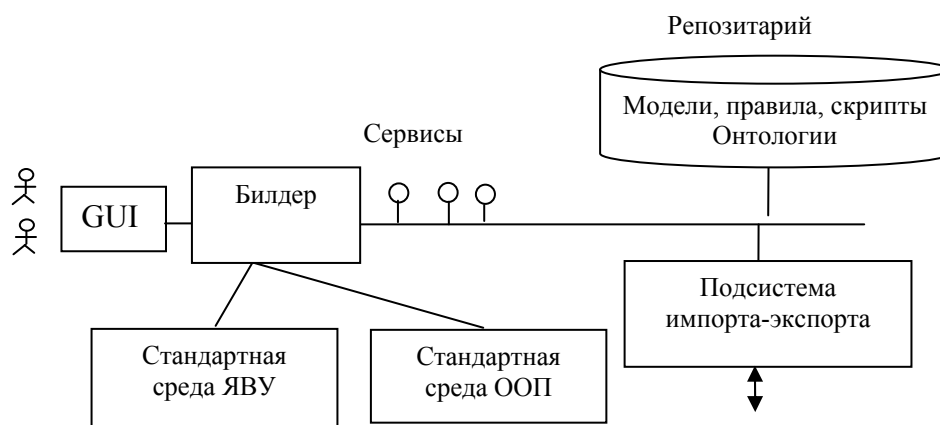 Репозитарий
Модели, правила, скрипты
Онтологии
Сервисы
GUI
Билдер
Подсистема
импорта-экспорта
Стандартная
среда ЯВУ
Стандартная
среда ООП